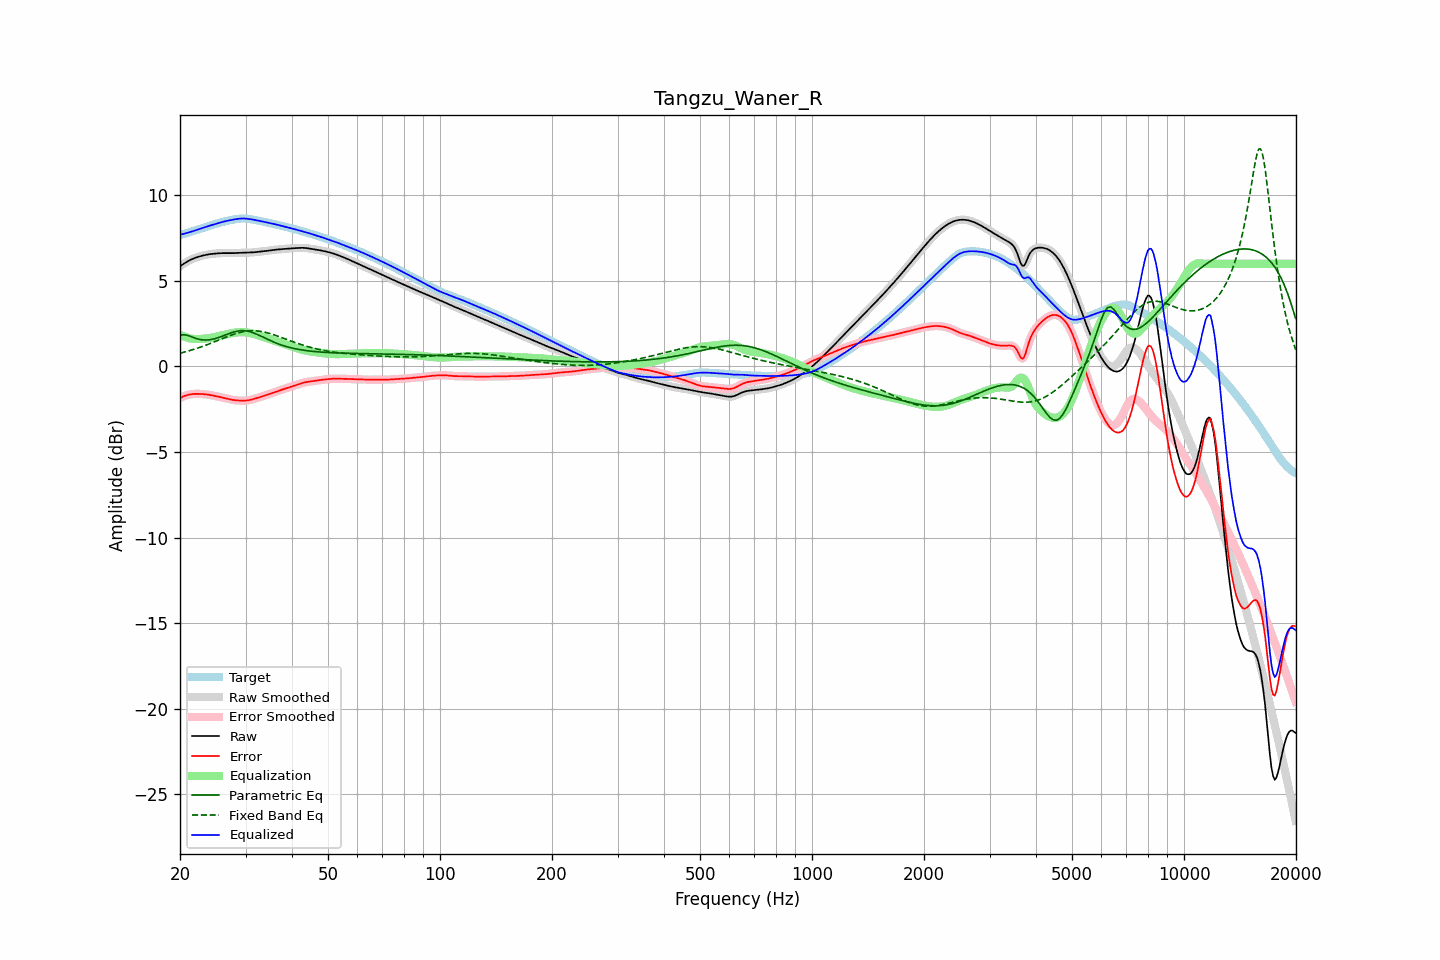 Tangzu_Waner_R
Amplitude (dBr)
10
5
0
−5
−10
−15
−20
−25
Target
Raw Smoothed
Error Smoothed
Raw
Error
Equalization
Parametric Eq
Fixed Band Eq
Equalized
20 50 100 200 500 1000 2000 5000 10000 20000
Frequency (Hz)